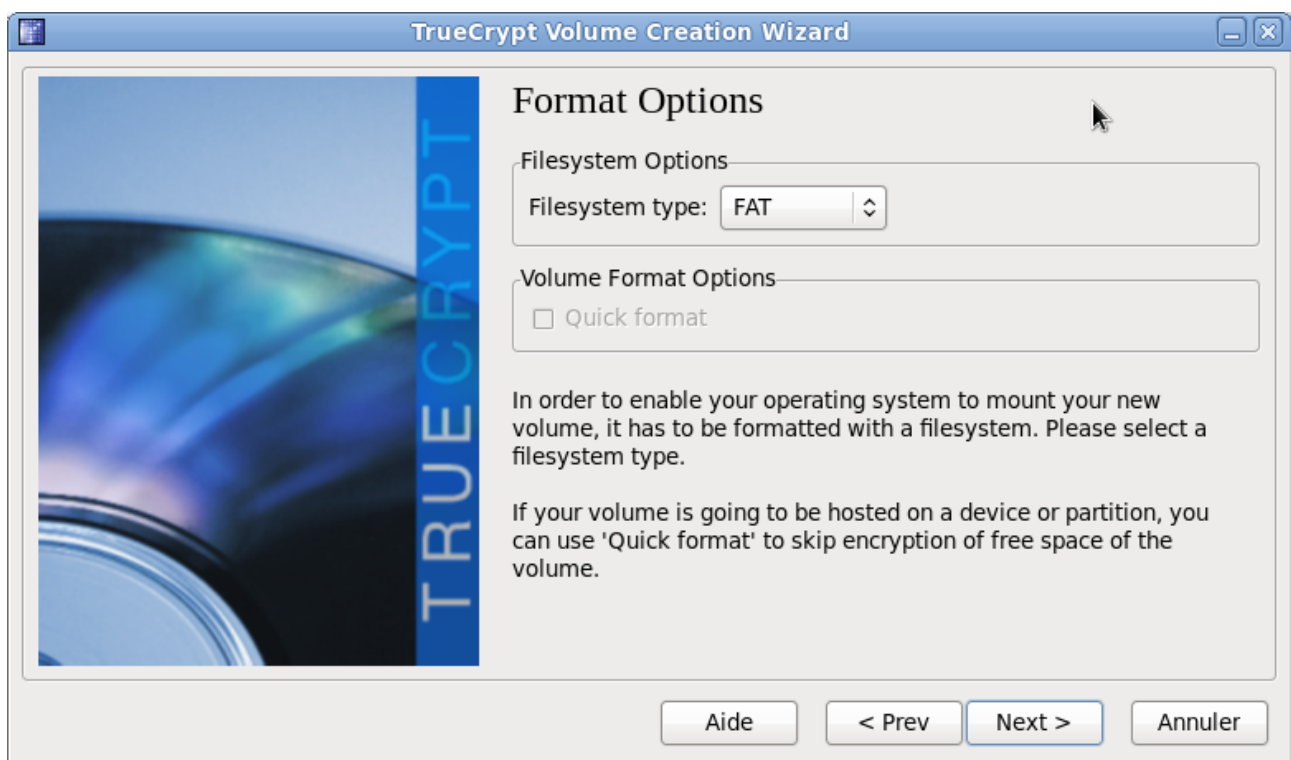 TrueCrypt Volume Creation Wizard
TRUECRYPT
Format Options
Filesystem Options
Filesystem type: FAT
Volume Format Options
Quick format
In order to enable your operating system to mount your new
volume, it has to be formatted with a filesystem. Please select a
filesystem type.
If your volume is going to be hosted on a device or partition, you
can use 'Quick format' to skip encryption of free space of the
volume.
Aide < Prev Next > Annuler